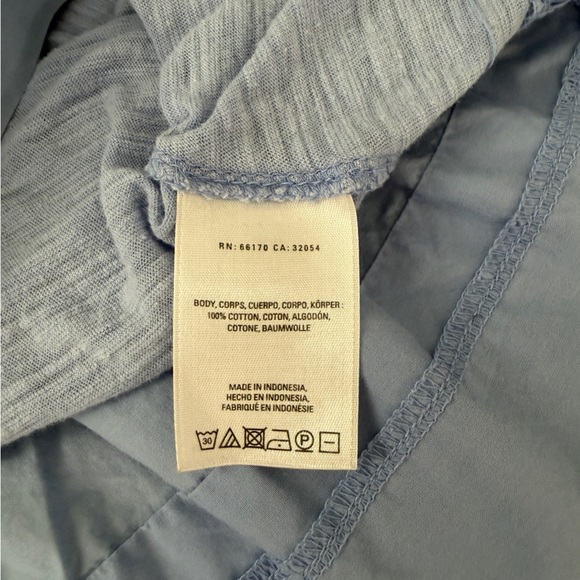 RN: 66170 CA: 32054
BODY, CORPS, CUERPO, CORPO, KÖRPER :
100% COTTON, COTON, ALGODÓN,
COTONE, BAUMWOLLE
MADE IN INDONESIA,
HECHO EN INDONESIA,
FABRIQUÉ EN INDONÉSIE
30 P